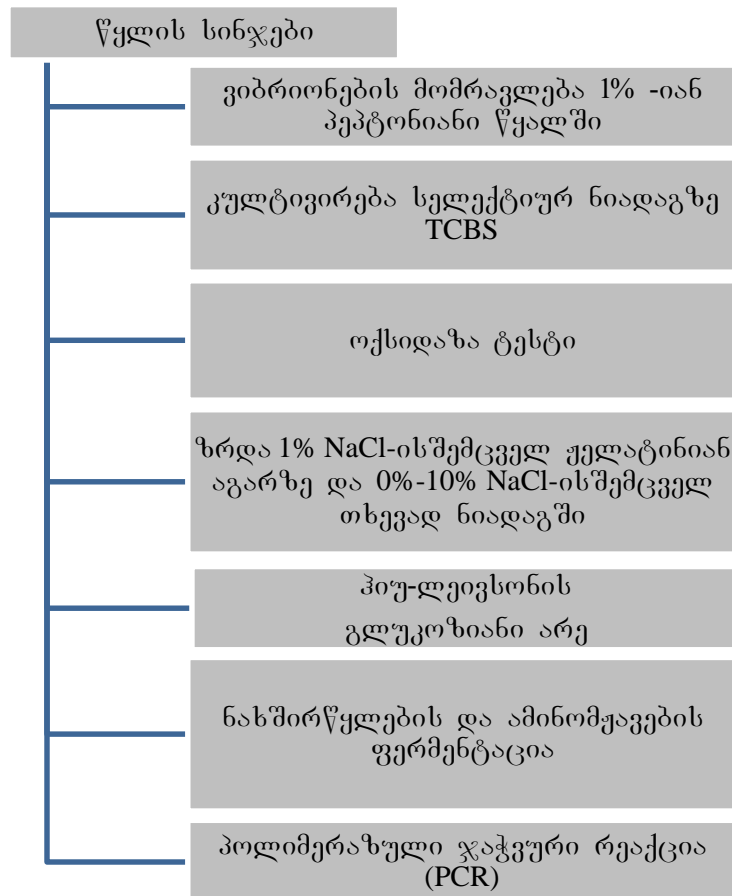 წყლის სინჯები
ვიბრიონების მომრავლება 1% -იან
პეპტონიანი წყალში
კულტივირება სელექტიურ ნიადაგზე
TCBS
ოქსიდაზა ტესტი
ზრდა 1% NaCl-ისშემცველ ჟელატინიან
აგარზე და 0%-10% NaCl-ისშემცველ
თხევად ნიადაგში
ჰიუ-ლეივსონის
გლუკოზიანი არე
ნახშირწყლების და ამინომჟავების
ფერმენტაცია
პოლიმერაზული ჯაჭვური რეაქცია
(PCR)